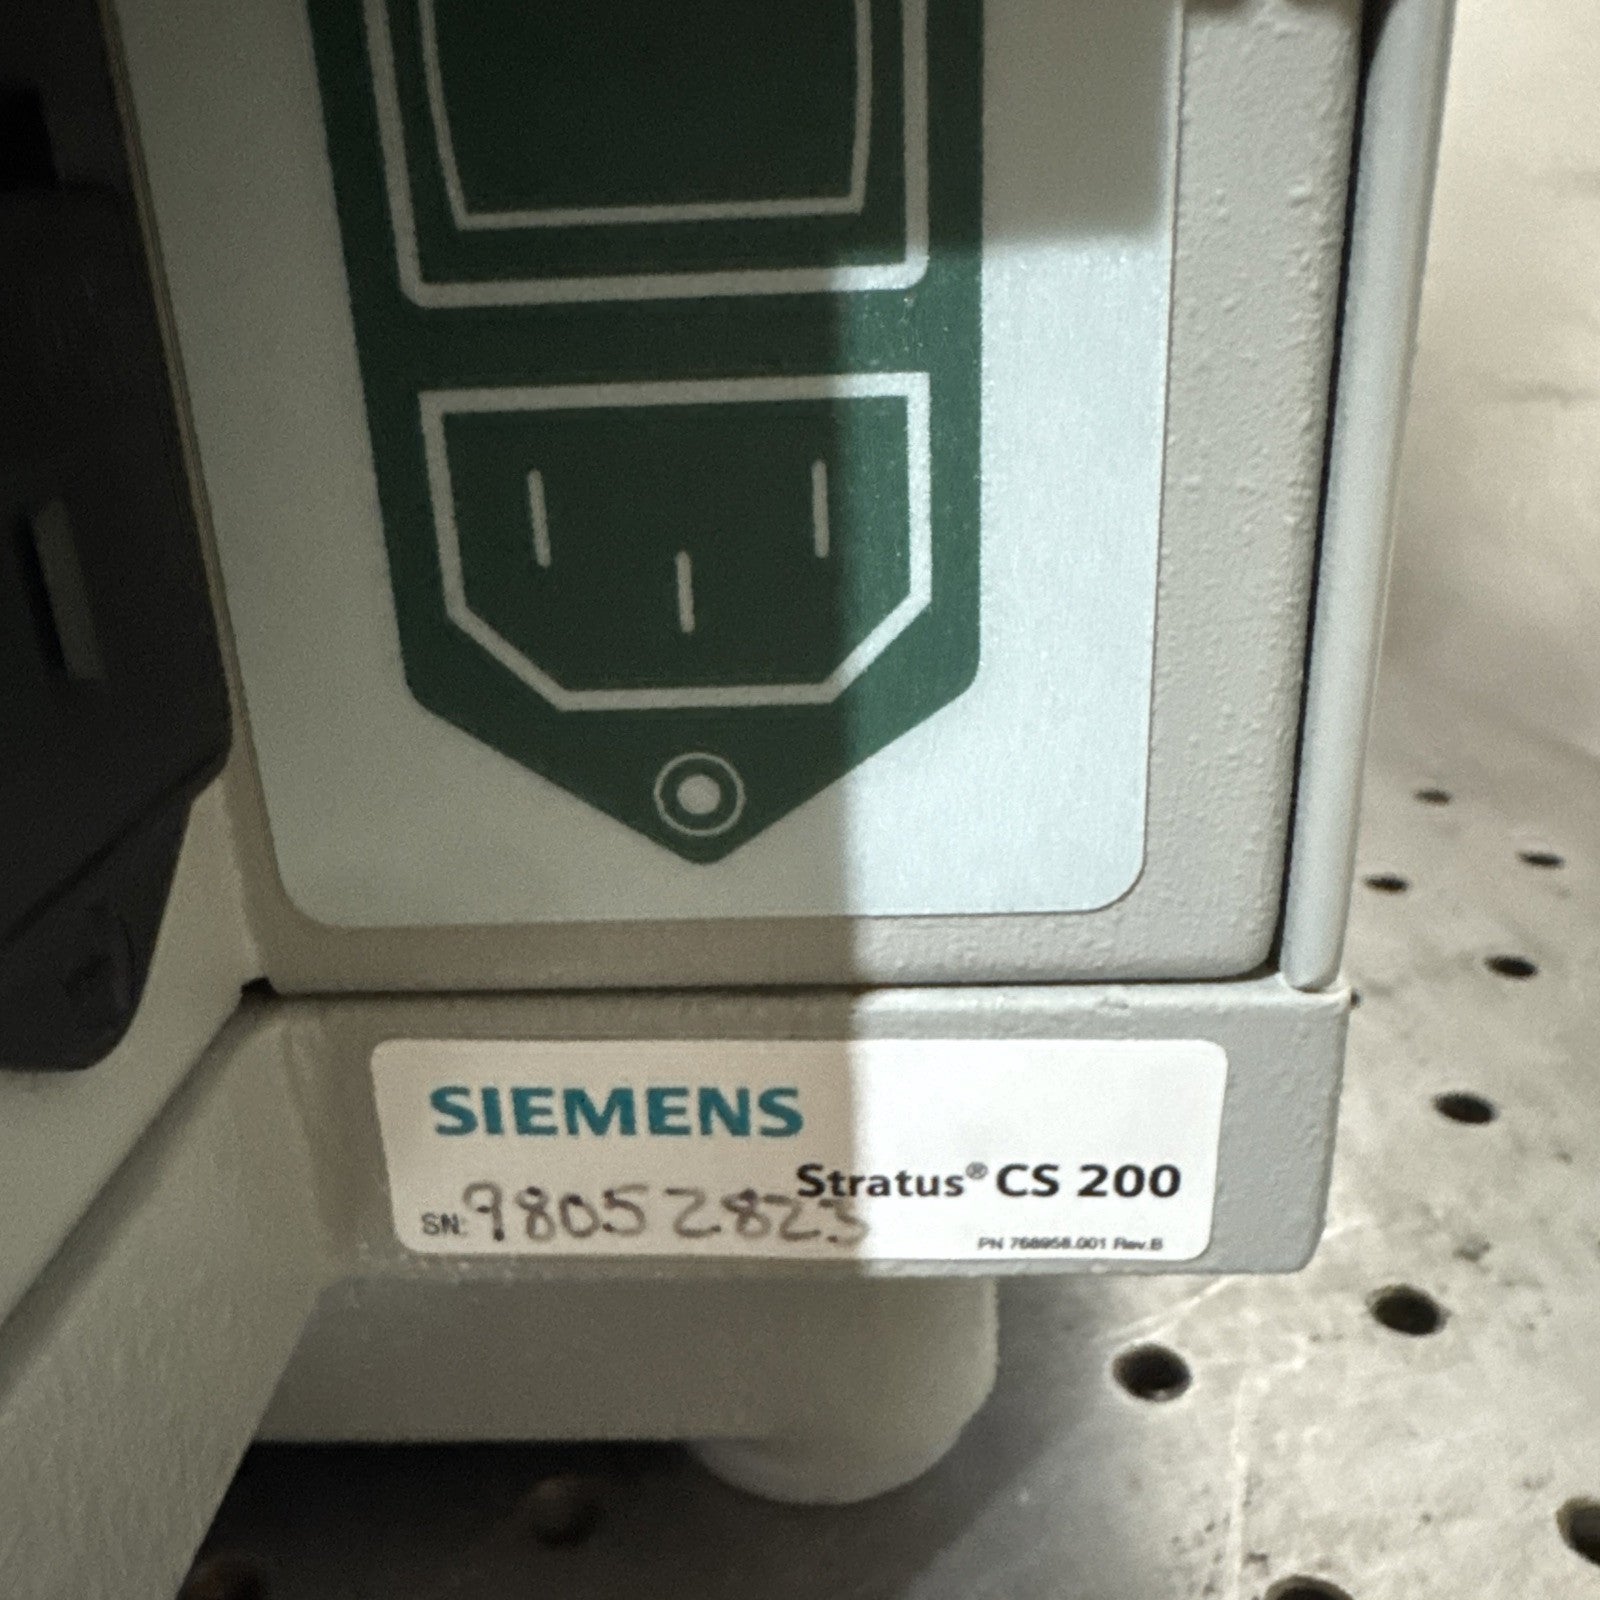 SIEMENS
Stratus® CS 200
SN: 98052823
PN 768958.001 Rev.B